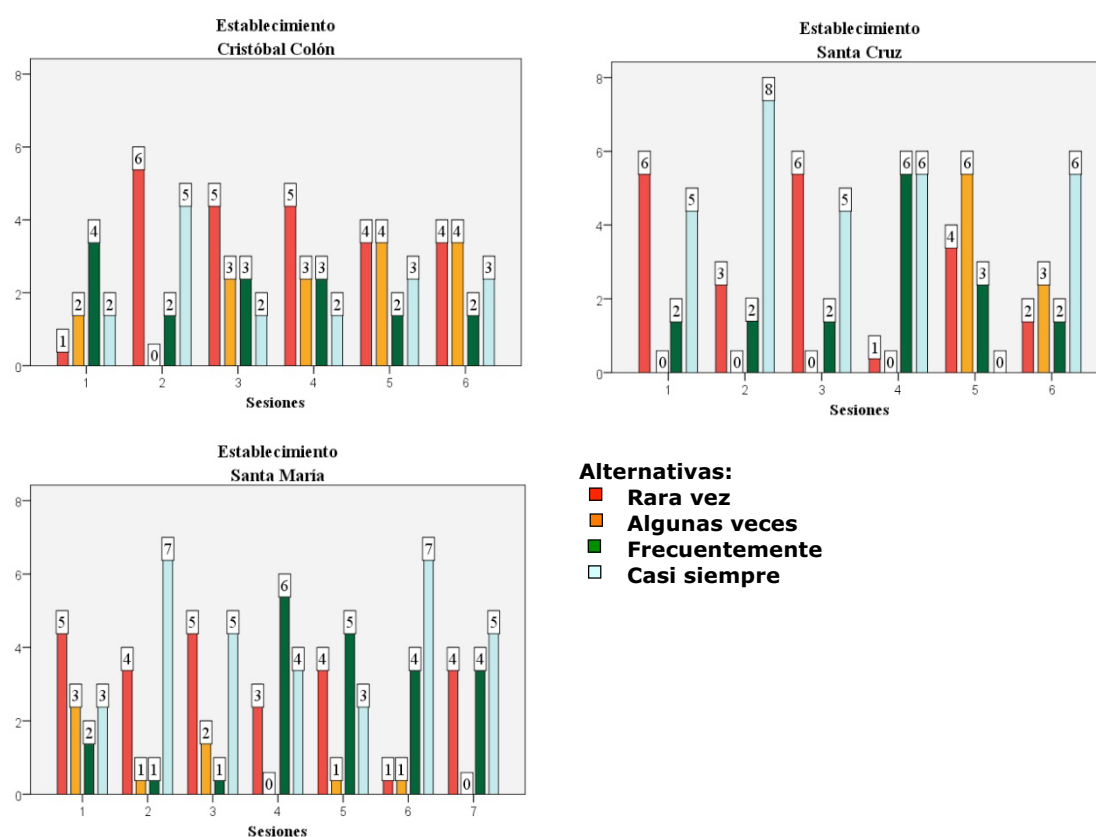 Establecimiento
Cristóbal Colón
8
6
4
2
0
1 2 4 2
6 0 2 5
5 3 3 2
5 3 3 2
4 4 2 3
4 4 2 3
1 2 3 4 5 6
Sesiones
Establecimiento
Santa Cruz
8
6
4
2
0
6 0 2 5
3 0 2 8
6 0 2 5
1 0 6 6
4 6 3 0
2 3 2 6
1 2 3 4 5 6
Sesiones
Establecimiento
Santa María
8
6
4
2
0
5 3 2 3
4 1 1 7
5 2 1 5
3 0 6 4
4 1 5 3
1 1 4 7
4 0 4 5
1 2 3 4 5 6 7
Sesiones
Alternativas:
Rara vez
Algunas veces
Frecuentemente
Casi siempre